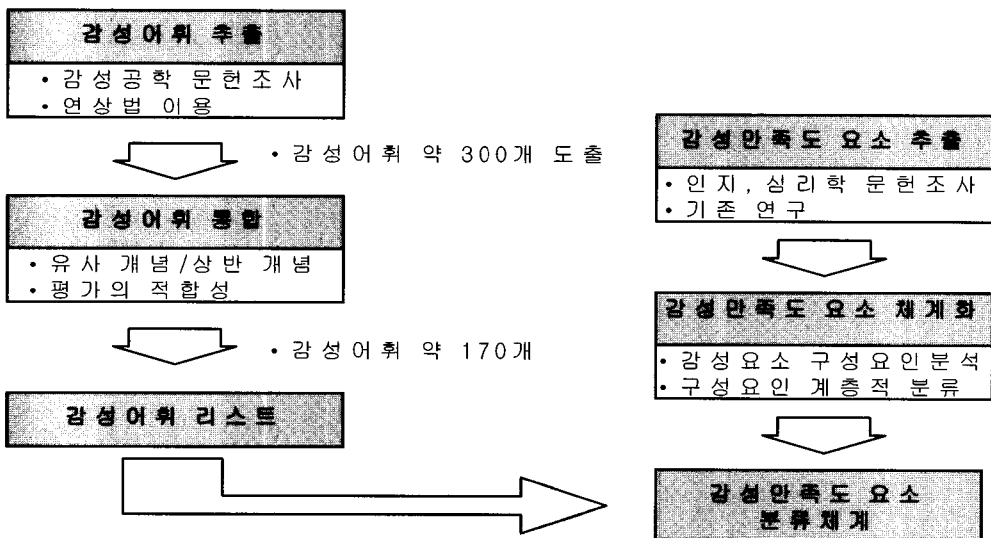 감성어휘 추출
• 감성공학 문헌조사
• 연상법 이용
• 감성어휘 약 300개 도출
감성어휘 통합
• 유사 개념/상반 개념
• 평가의 적합성
• 감성어휘 약 170개
감성어휘 리스트
감성만족도 요소 추출
• 인지, 심리학 문헌조사
• 기존 연구
감성만족도 요소 체계화
• 감성요소 구성요인분석
• 구성요인 계층적 분류
감성만족도 요소
분류체계